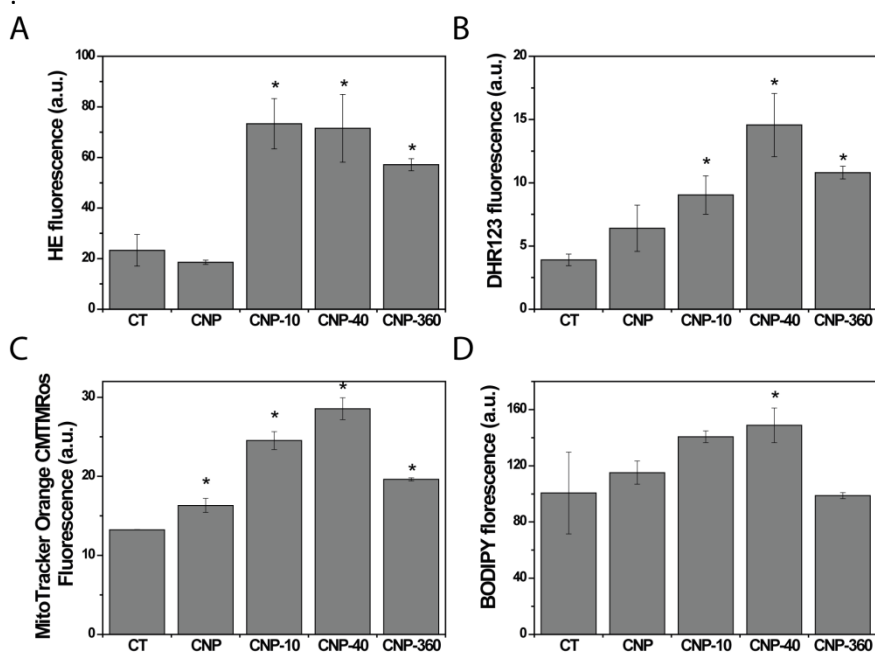 .
A
HE fluorescence (a.u.)
100
80
60
40
20
0
*
*
*
CT CNP CNP-10 CNP-40 CNP-360
B
DHR123 fluorescence (a.u.)
20
15
10
5
0
*
*
*
CT CNP CNP-10 CNP-40 CNP-360
C
MitoTracker Orange CMTMRos
Fluorescence (a.u.)
30
20
10
0
*
*
*
*
CT CNP CNP-10 CNP-40 CNP-360
D
BODIPY florescence (a.u.)
160
120
80
40
0
*
CT CNP CNP-10 CNP-40 CNP-360